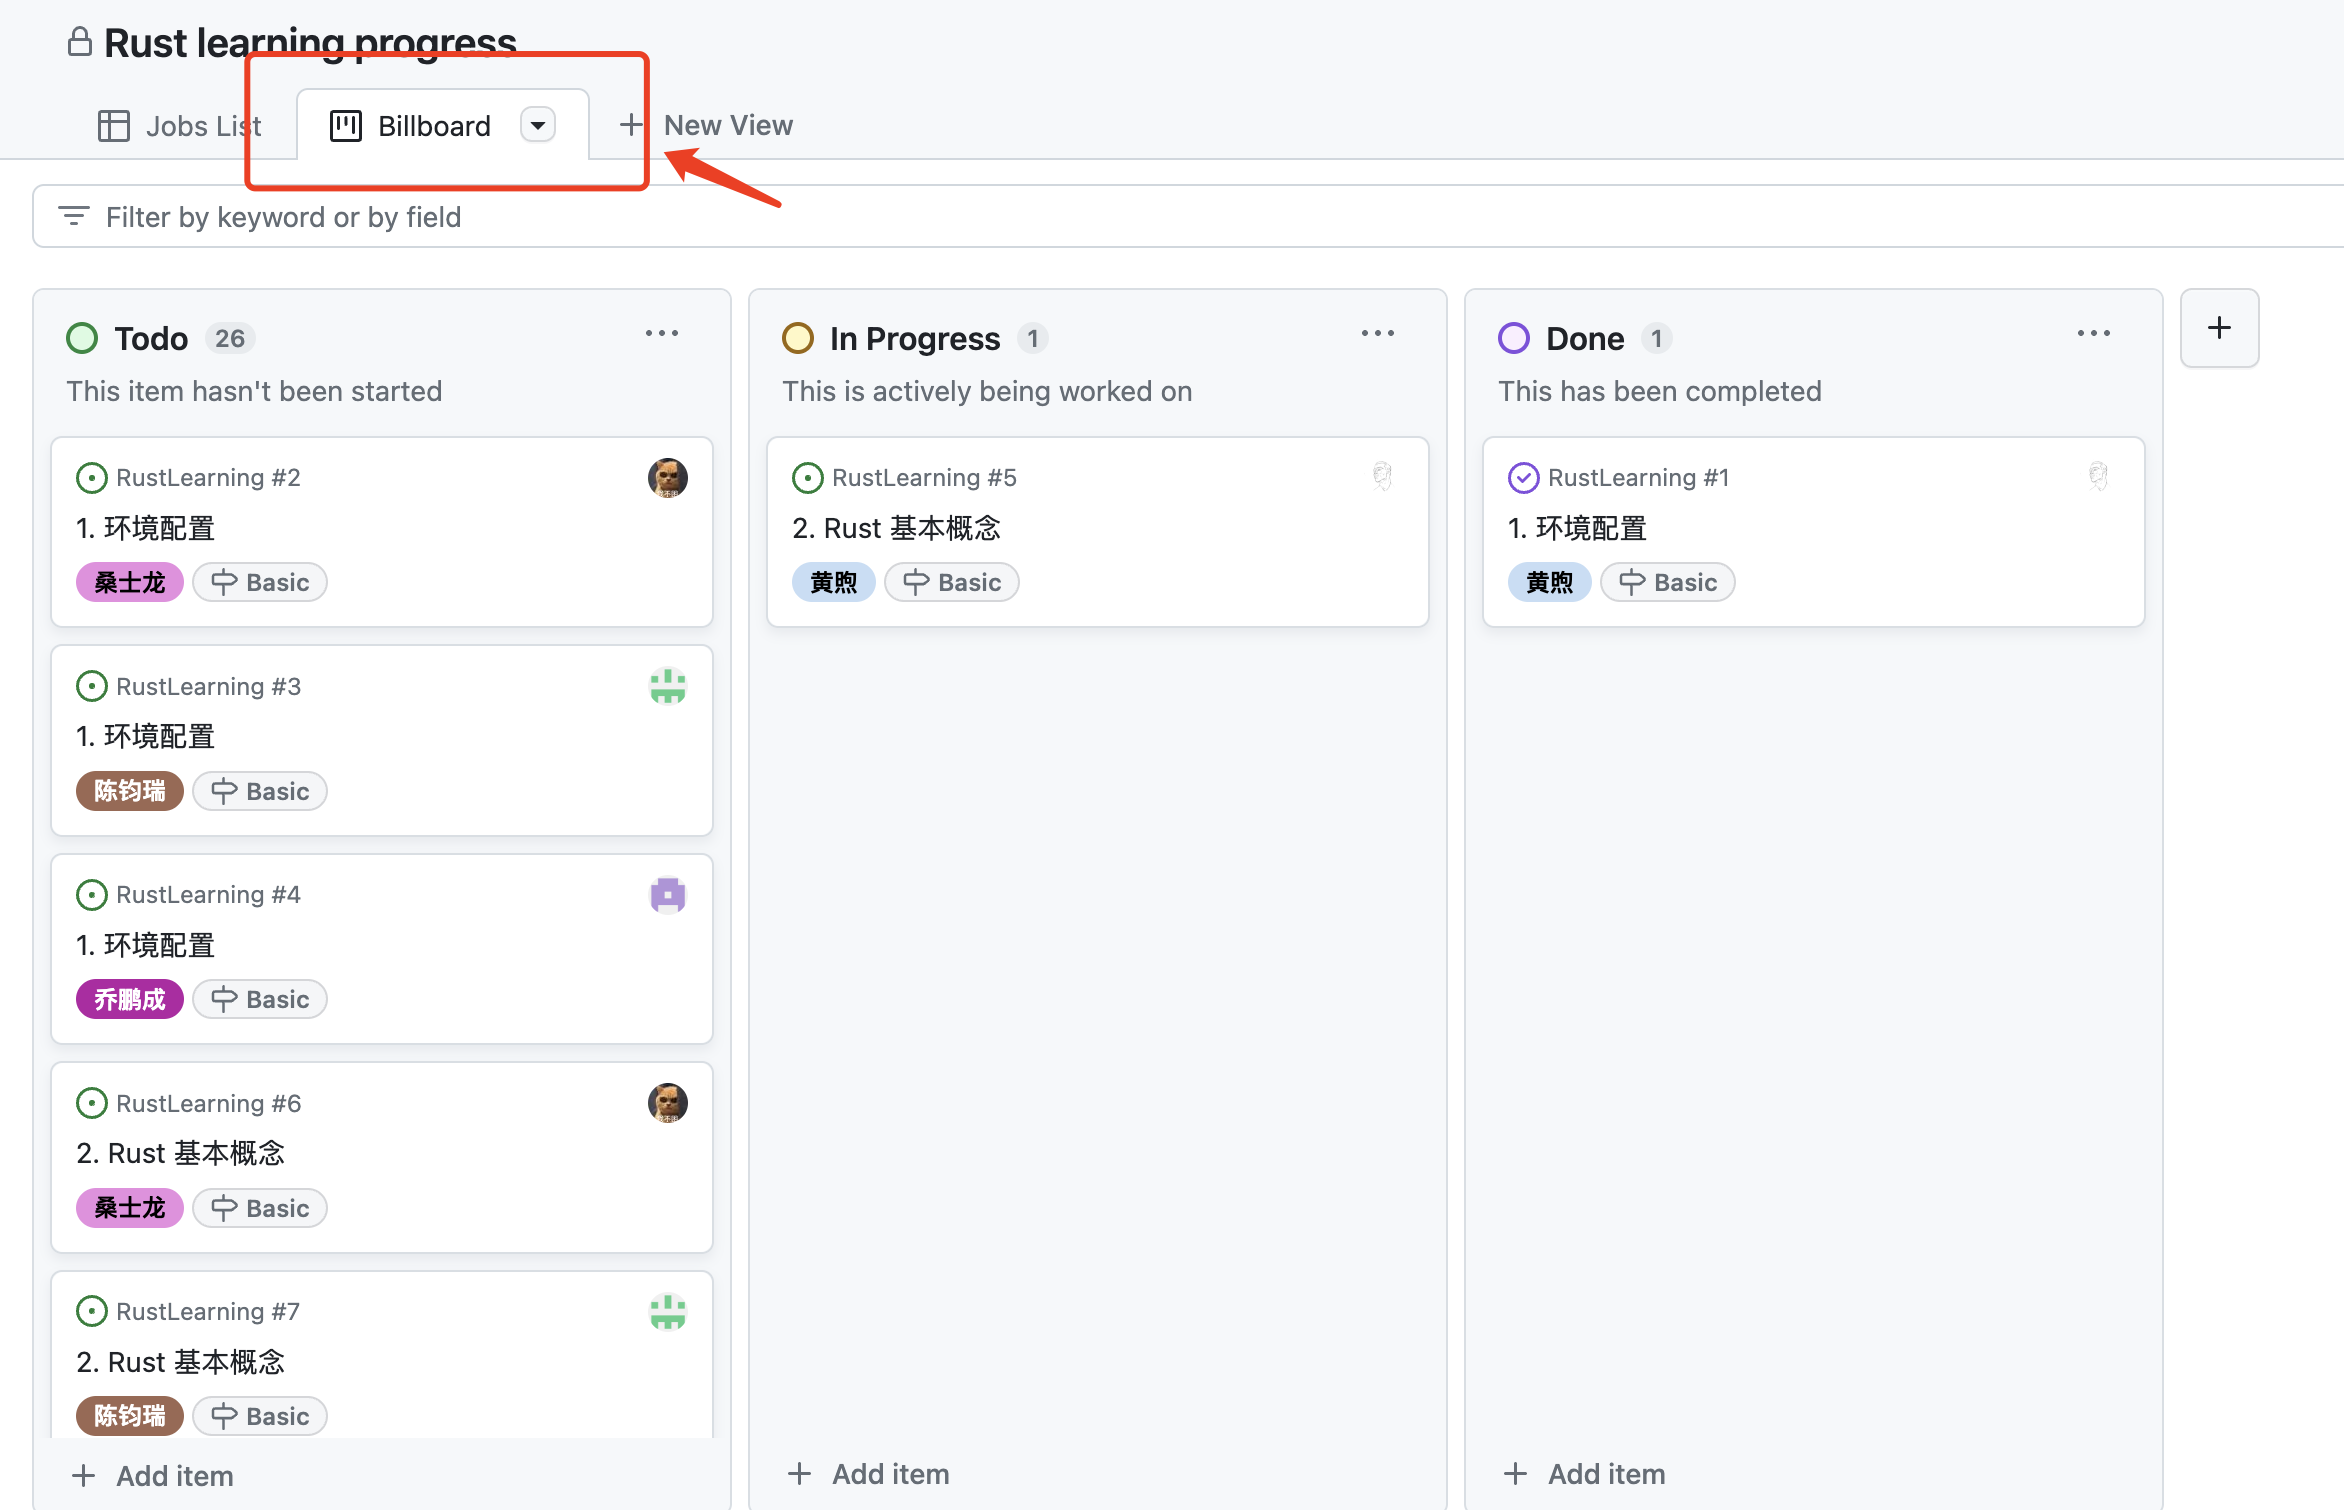 Rust learning progress
Jobs List
Billboard
New View
Filter by keyword or by field
Todo 26
This item hasn't been started
RustLearning #2
1. 环境配置
桑士龙 Basic
RustLearning #3
1. 环境配置
陈钧瑞 Basic
RustLearning #4
1. 环境配置
乔鹏成 Basic
RustLearning #6
2. Rust 基本概念
桑士龙 Basic
RustLearning #7
2. Rust 基本概念
陈钧瑞 Basic
Add item
In Progress 1
This is actively being worked on
RustLearning #5
2. Rust 基本概念
黄煦 Basic
Add item
Done 1
This has been completed
RustLearning #1
1. 环境配置
黄煦 Basic
Add item